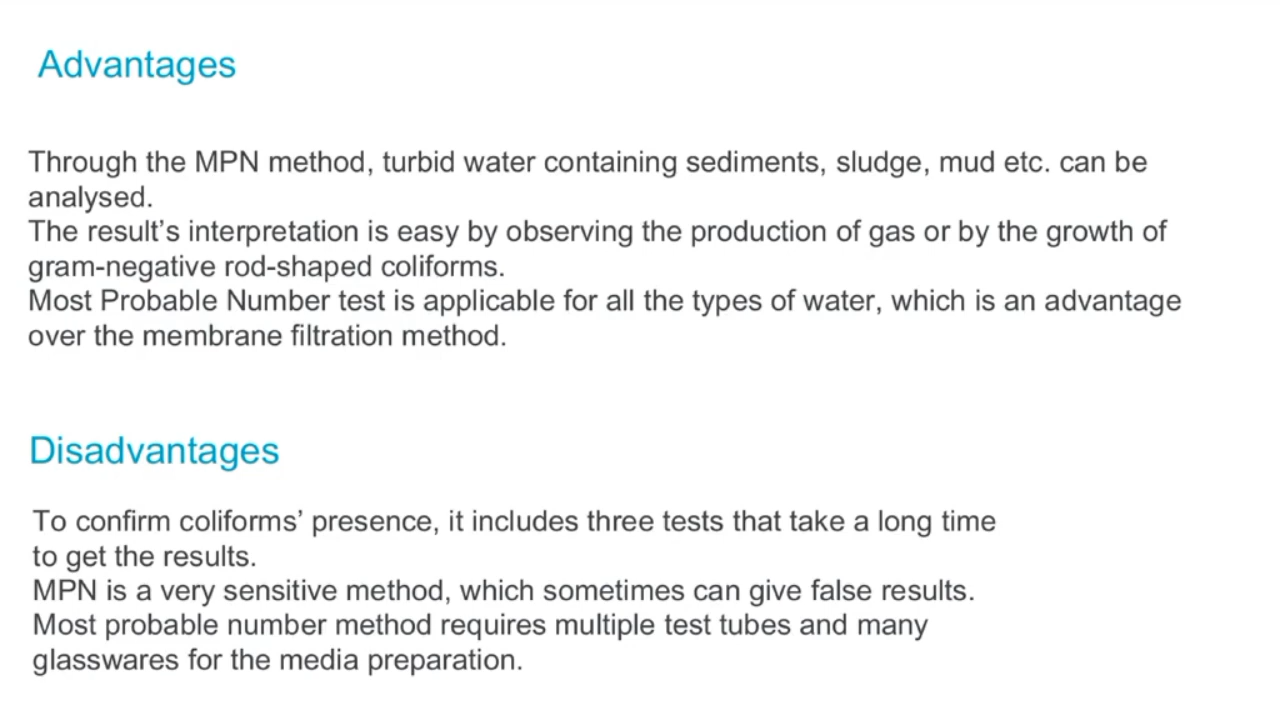 Advantages
Through the MPN method, turbid water containing sediments, sludge, mud etc. can be
analysed.
The result’s interpretation is easy by observing the production of gas or by the growth of
gram-negative rod-shaped coliforms.
Most Probable Number test is applicable for all the types of water, which is an advantage
over the membrane filtration method.
Disadvantages
To confirm coliforms’ presence, it includes three tests that take a long time
to get the results.
MPN is a very sensitive method, which sometimes can give false results.
Most probable number method requires multiple test tubes and many
glasswares for the media preparation.